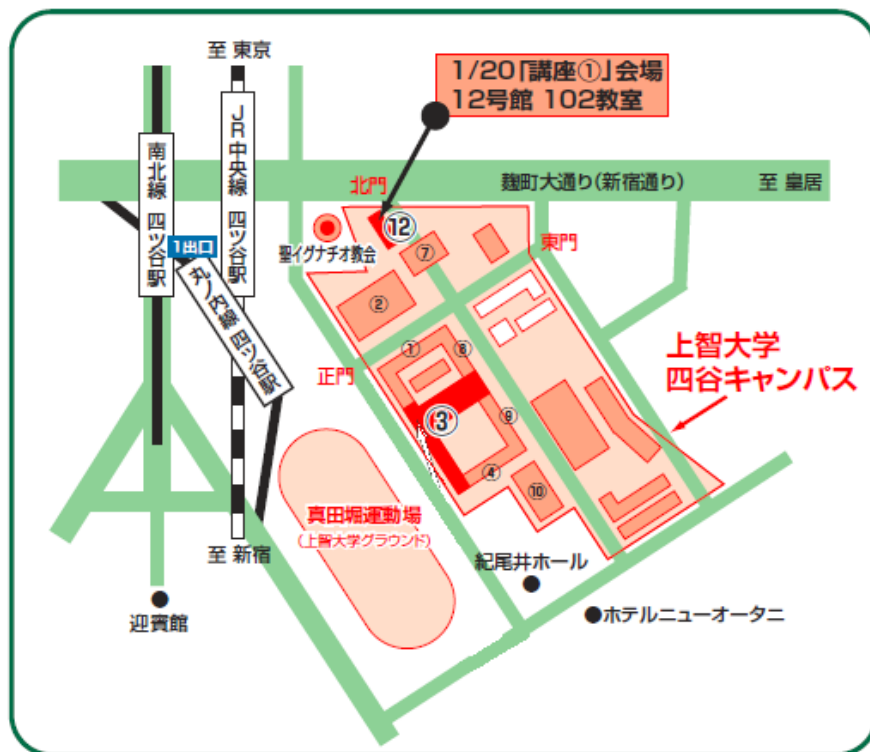 至 東京
1/20「講座①」会場
12号館 102教室
JR中央線 四ツ谷駅
南北線 四ツ谷駅
北門
麹町大通り(新宿通り)
至 皇居
⑫
1出口
聖イグナチオ教会
⑦
東門
丸ノ内線 四ツ谷駅
②
①
⑧
正門
上智大学
四谷キャンパス
③
⑨
④
⑩
真田堀運動場
(上智大学グラウンド)
至 新宿
紀尾井ホール
迎賓館
ホテルニューオータニ